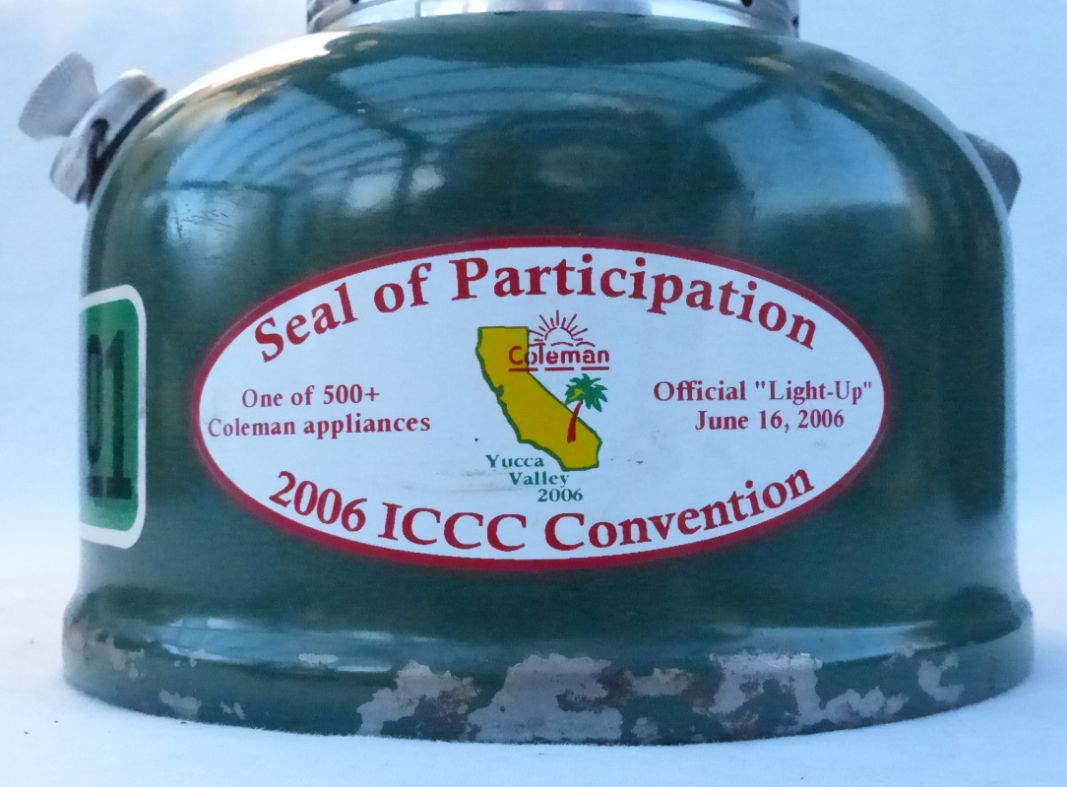 Seal of Participation
One of 500+
Coleman appliances
Coleman
Official "Light-Up"
June 16, 2006
Yucca
Valley
2006
2006 ICCC Convention
01